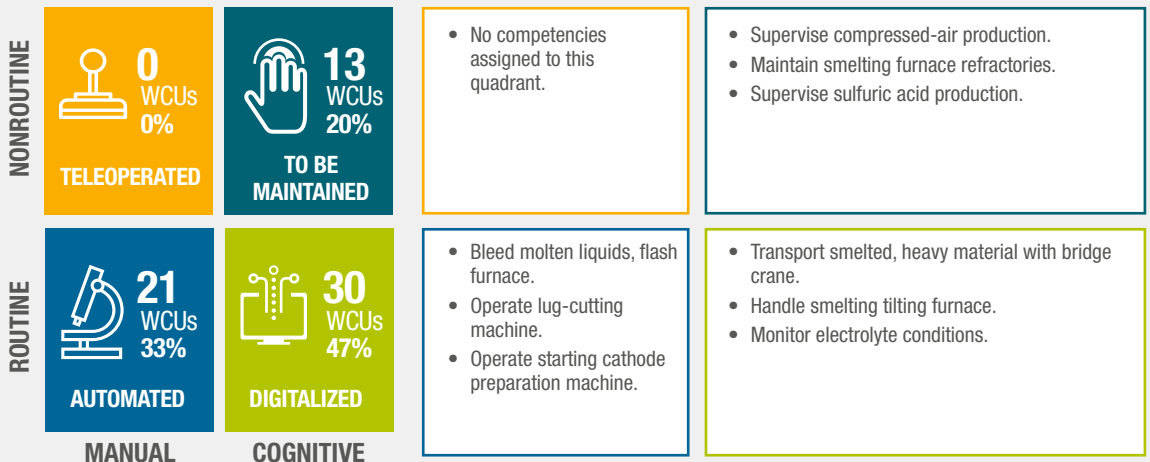 NONROUTINE
0
WCUs
0%
TELEOPERATED
13
WCUs
20%
TO BE
MAINTAINED
• No competencies
assigned to this
quadrant.
• Supervise compressed-air production.
• Maintain smelting furnace refractories.
• Supervise sulfuric acid production.
ROUTINE
21
WCUs
33%
AUTOMATED
30
WCUs
47%
DIGITALIZED
• Bleed molten liquids, flash
furnace.
• Operate lug-cutting
machine.
• Operate starting cathode
preparation machine.
• Transport smelted, heavy material with bridge
crane.
• Handle smelting tilting furnace.
• Monitor electrolyte conditions.
MANUAL
COGNITIVE